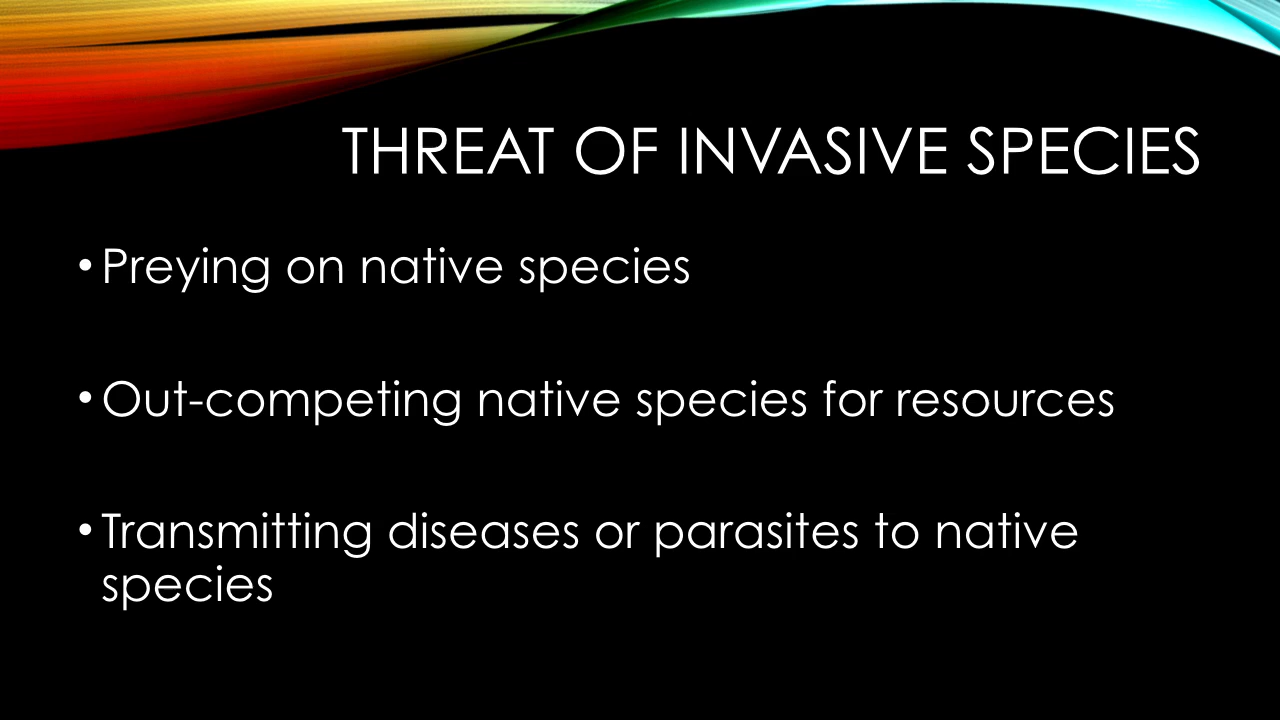 THREAT OF INVASIVE SPECIES
• Preying on native species
• Out-competing native species for resources
• Transmitting diseases or parasites to native
species